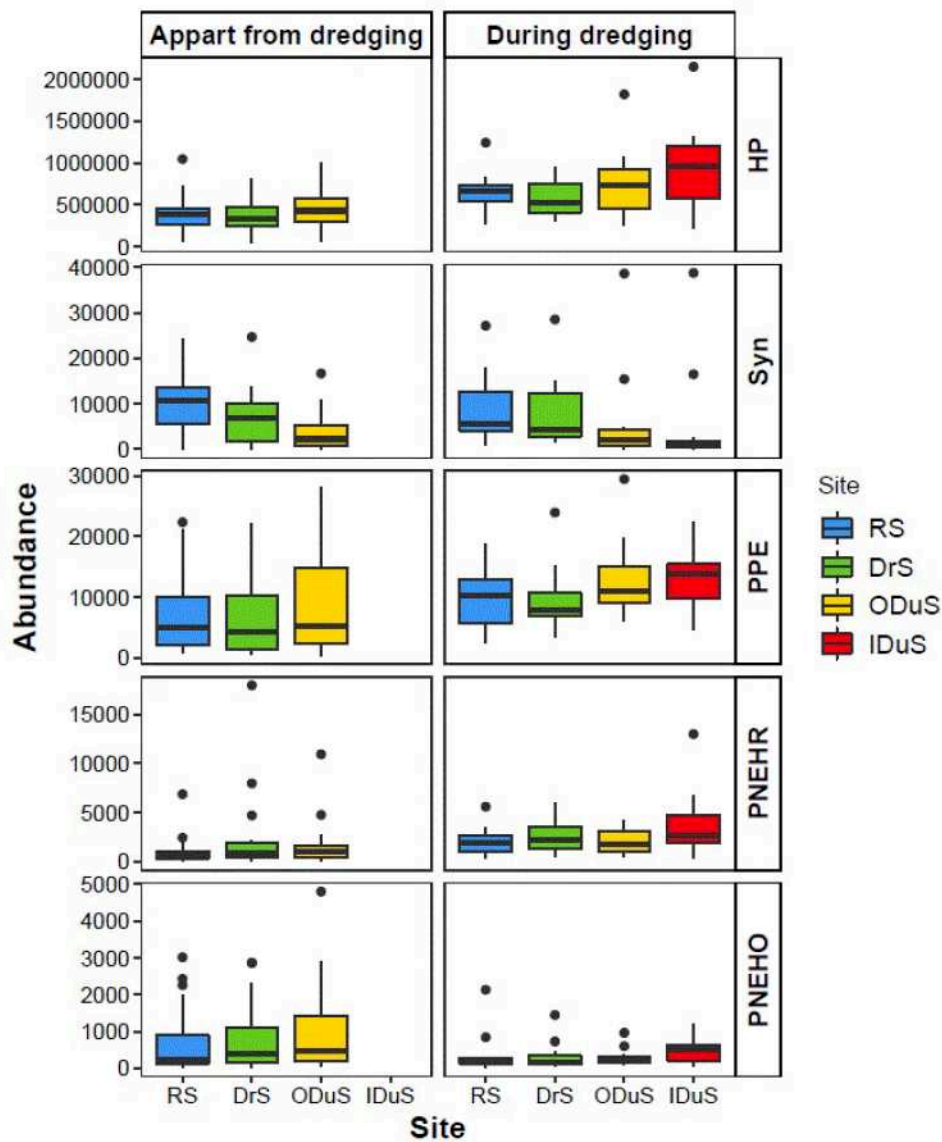 Appart from dredging
During dredging
2000000
1500000
1000000
500000
0
HP
40000
30000
20000
10000
0
Syn
30000
20000
10000
0
PPE
15000
10000
5000
0
PNEHR
5000
4000
3000
2000
1000
0
PNEHO
Abundance
RS DrS ODuS IDuS
RS DrS ODuS IDuS
Site
Site
RS
DrS
ODuS
IDuS